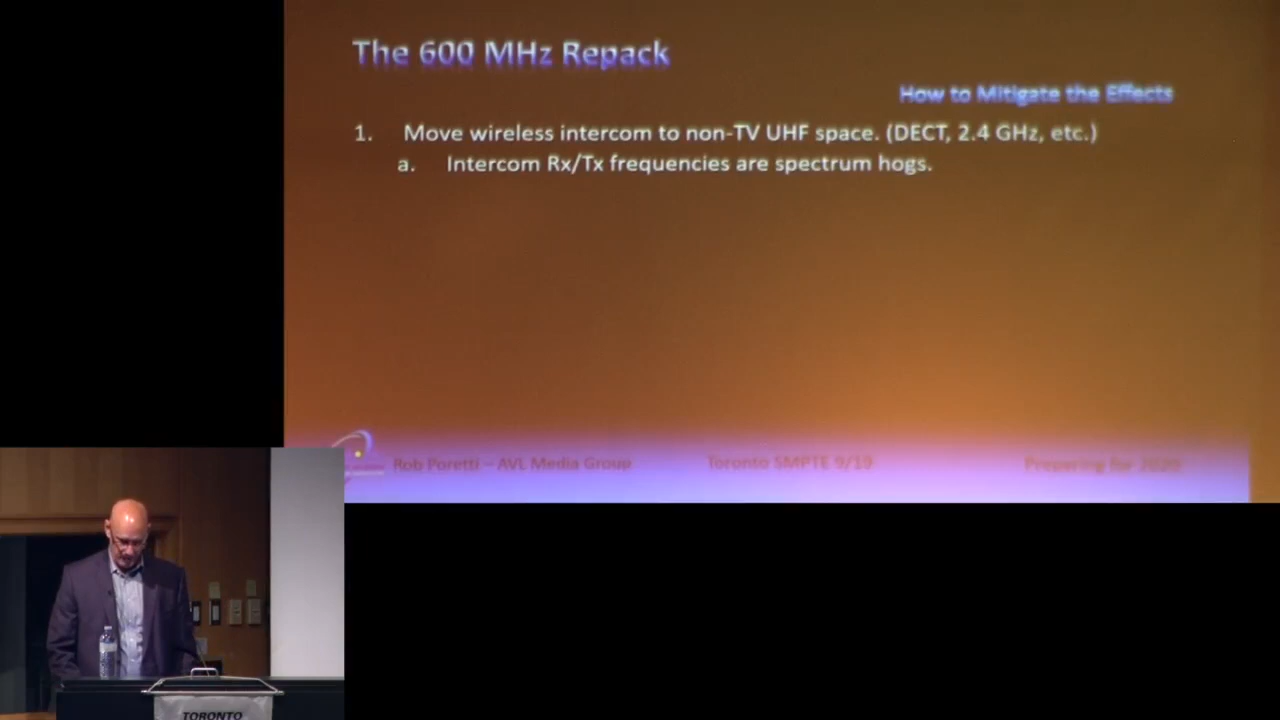 The 600 MHz Repack
How to Mitigate the Effects
1. Move wireless intercom to non-TV UHF space. (DECT, 2.4 GHz, etc.)
a. Intercom Rx/Tx frequencies are spectrum hogs.
Rob Poretti – AVL Media Group Toronto SMPTE 9/19 Preparing for 2020
TORONTO